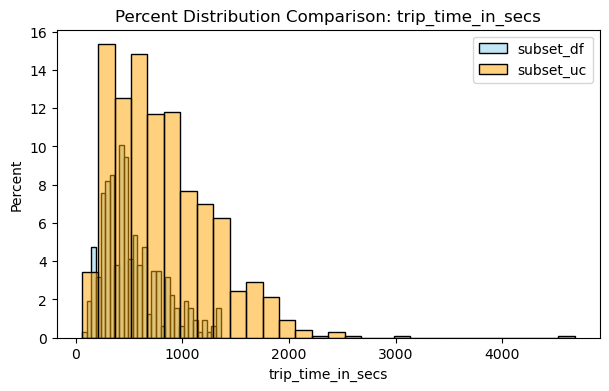 Percent Distribution Comparison: trip_time_in_secs
subset_df
subset_uc
16
14
12
10
8
6
4
2
0
Percent
0
1000
2000
3000
4000
trip_time_in_secs